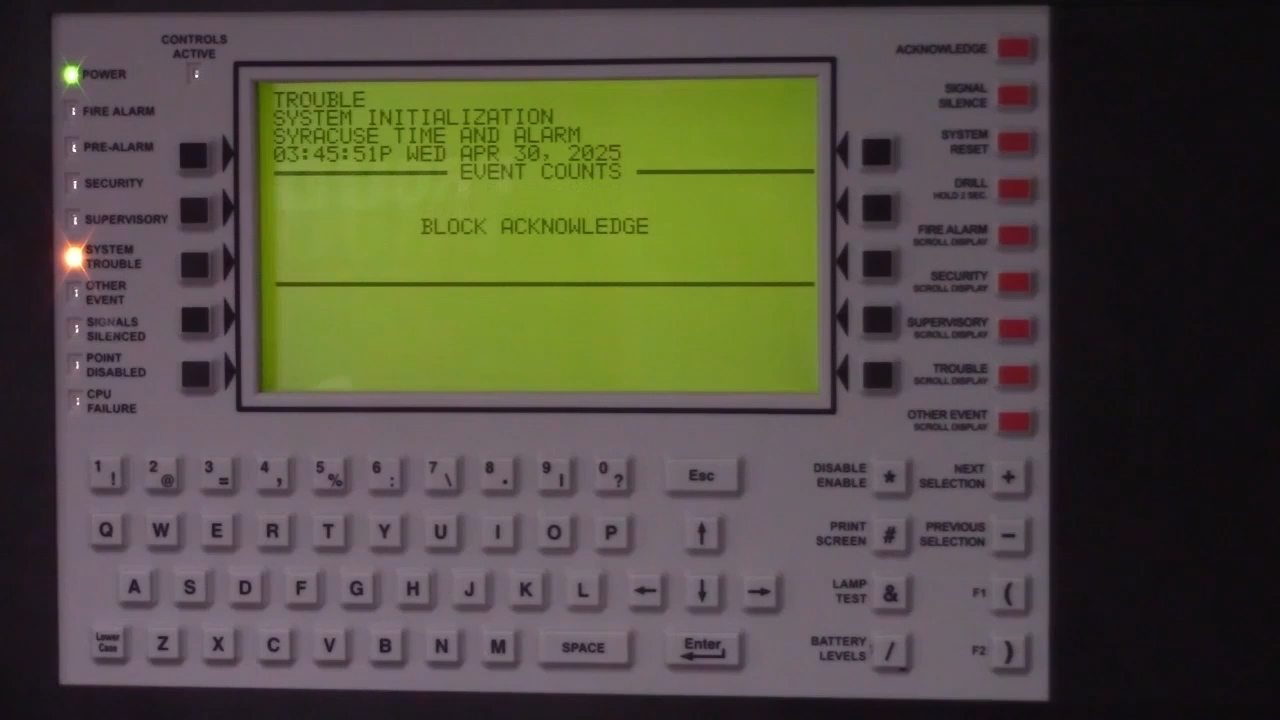 CONTROLS
ACTIVE
POWER
FIRE ALARM
PRE-ALARM
SECURITY
SUPERVISORY
SYSTEM
TROUBLE
OTHER
EVENT
SIGNALS
SILENCED
POINT
DISABLED
CPU
FAILURE
TROUBLE
SYSTEM INITIALIZATION
SYRACUSE TIME AND ALARM
03:45:51P WED APR 30, 2025
EVENT COUNTS
BLOCK ACKNOWLEDGE
ACKNOWLEDGE
SIGNAL
SILENCE
SYSTEM
RESET
DRILL
HOLD 2 SEC.
FIRE ALARM
SCROLL DISPLAY
SECURITY
SCROLL DISPLAY
SUPERVISORY
SCROLL DISPLAY
TROUBLE
SCROLL DISPLAY
OTHER EVENT
SCROLL DISPLAY
1 ! 2 @ 3 = 4 , 5 % 6 : 7 \ 8 . 9 | 0 ? Esc
Q W E R T Y U I O P ↑
A S D F G H J K L ← ↓ →
Lower
Case
Z X C V B N M SPACE Enter
DISABLE
ENABLE
*
NEXT
SELECTION
+
PRINT
SCREEN
#
PREVIOUS
SELECTION
-
LAMP
TEST
&
F1 (
BATTERY
LEVELS
/
F2 )